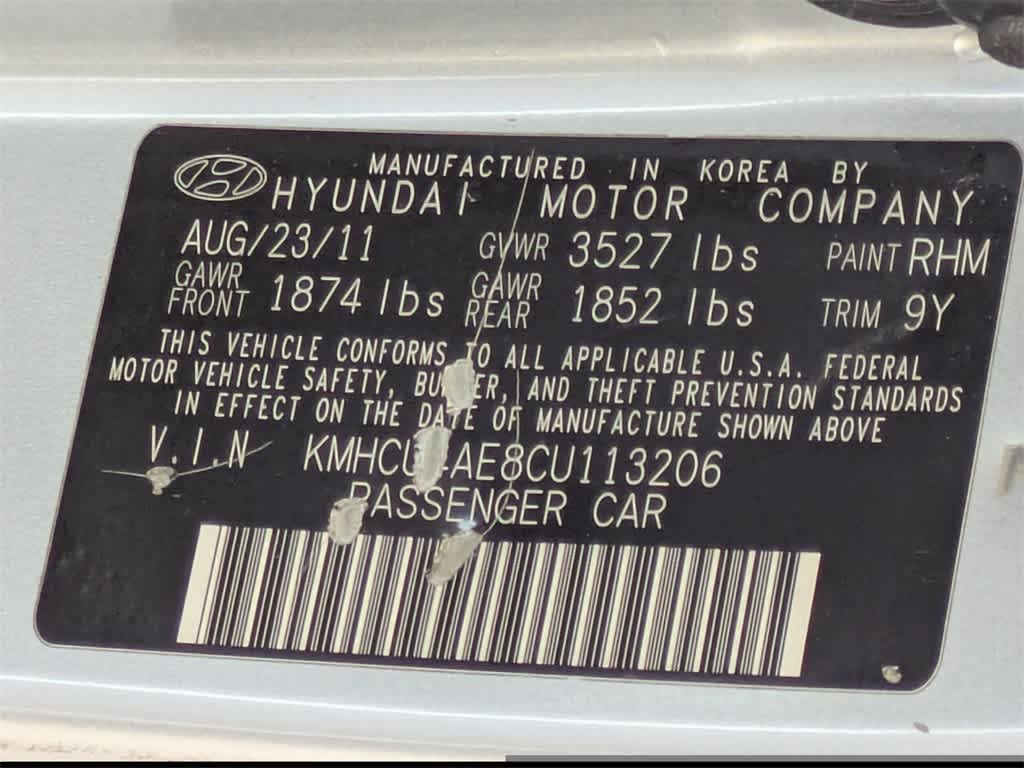 MANUFACTURED IN KOREA BY
HYUNDAI MOTOR COMPANY
AUG/23/11 GVWR 3527 lbs PAINT RHM
GAWR FRONT 1874 lbs GAWR REAR 1852 lbs TRIM 9Y
THIS VEHICLE CONFORMS TO ALL APPLICABLE U.S.A. FEDERAL
MOTOR VEHICLE SAFETY, BUMPER, AND THEFT PREVENTION STANDARDS
IN EFFECT ON THE DATE OF MANUFACTURE SHOWN ABOVE
V.I.N
PASSENGER CAR